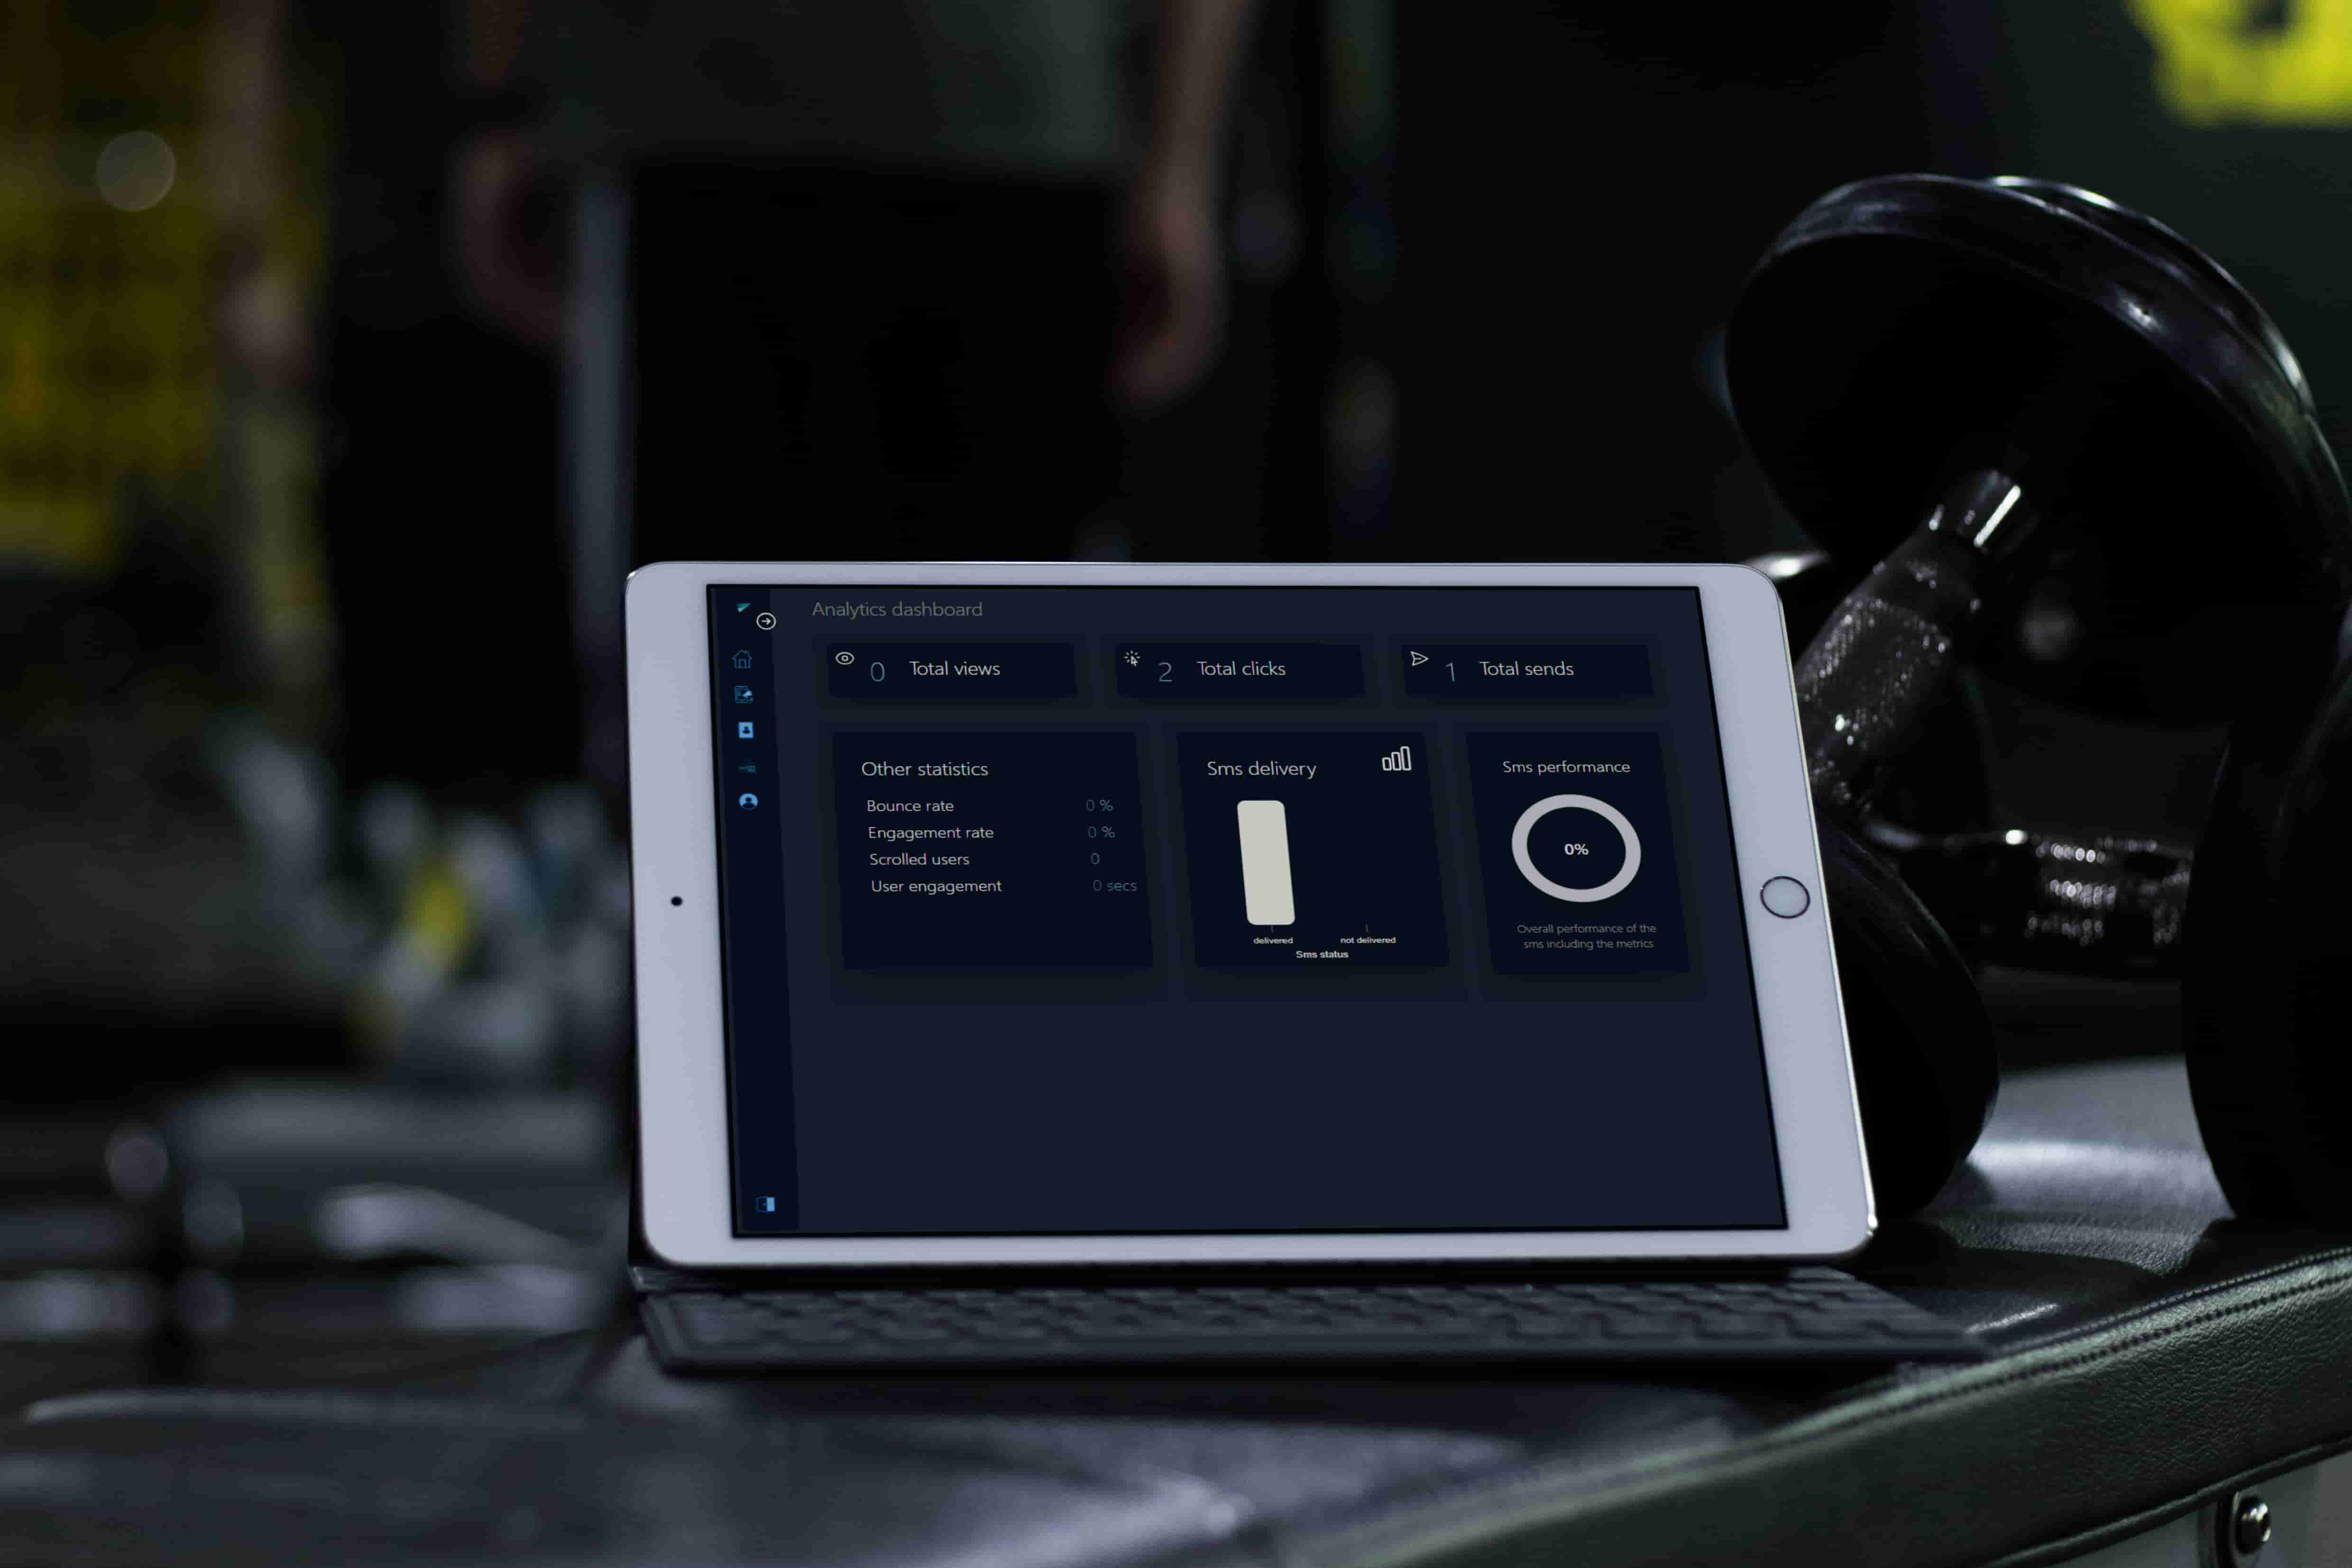 Analytics dashboard
0 Total views
2 Total clicks
1 Total sends
Other statistics
Bounce rate 0 %
Engagement rate 0 %
Scrolled users 0
User engagement 0 secs
Sms delivery
delivered not delivered
Sms status
Sms performance
0%
Overall performance of the
sms including the metrics